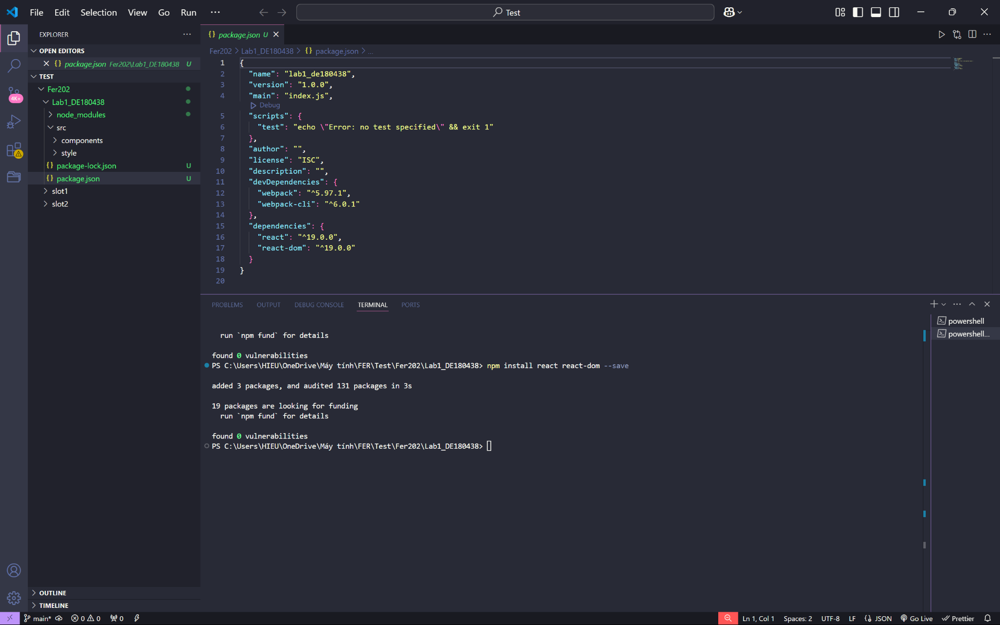 File Edit Selection View Go Run ···
Test
EXPLORER
OPEN EDITORS
package.json Fer202\Lab1_DE180438 U
TEST
Fer202
Lab1_DE180438
node_modules
src
components
style
package-lock.json U
package.json U
slot1
slot2
OUTLINE
TIMELINE
4K+
package.json U
Fer202 > Lab1_DE180438 > {} package.json > ...
1 {
2 "name": "lab1_de180438",
3 "version": "1.0.0",
4 "main": "index.js",
Debug
5 "scripts": {
6 "test": "echo \"Error: no test specified\" && exit 1"
7 },
8 "author": "",
9 "license": "ISC",
10 "description": "",
11 "devDependencies": {
12 "webpack": "^5.97.1",
13 "webpack-cli": "^6.0.1"
14 },
15 "dependencies": {
16 "react": "^19.0.0",
17 "react-dom": "^19.0.0"
18 }
19 }
20
PROBLEMS OUTPUT DEBUG CONSOLE TERMINAL PORTS
run `npm fund` for details
found 0 vulnerabilities
PS C:\Users\HIEU\OneDrive\Máy tính\FER\Test\Fer202\Lab1_DE180438> npm install react react-dom --save
added 3 packages, and audited 131 packages in 3s
19 packages are looking for funding
run `npm fund` for details
found 0 vulnerabilities
PS C:\Users\HIEU\OneDrive\Máy tính\FER\Test\Fer202\Lab1_DE180438>
powershell
powershell...
main* 0 0 0
Ln 1, Col 1 Spaces: 2 UTF-8 LF {} JSON Go Live Prettier